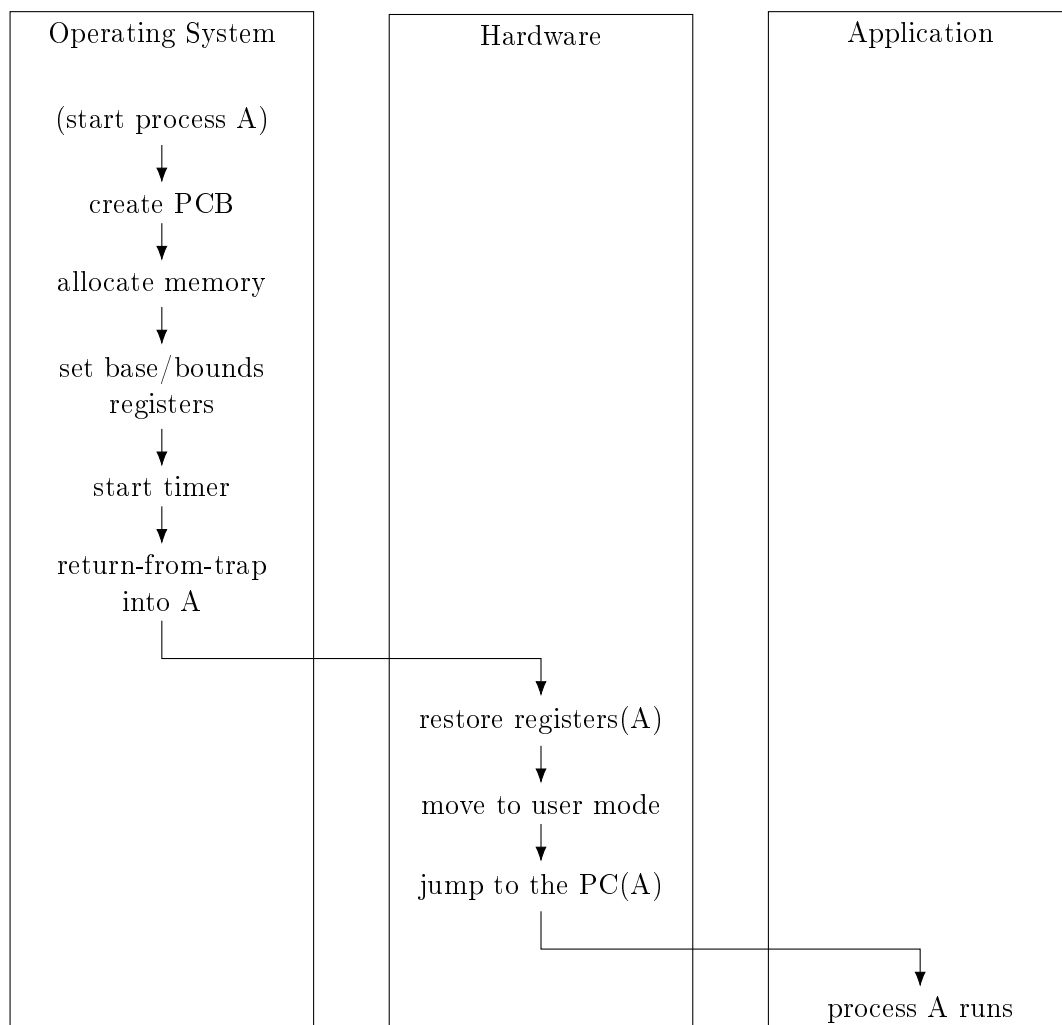 Operating System
Hardware
Application
(start process A)
create PCB
allocate memory
set base/bounds
registers
start timer
return-from-trap
into A
restore registers(A)
move to user mode
jump to the PC(A)
process A runs